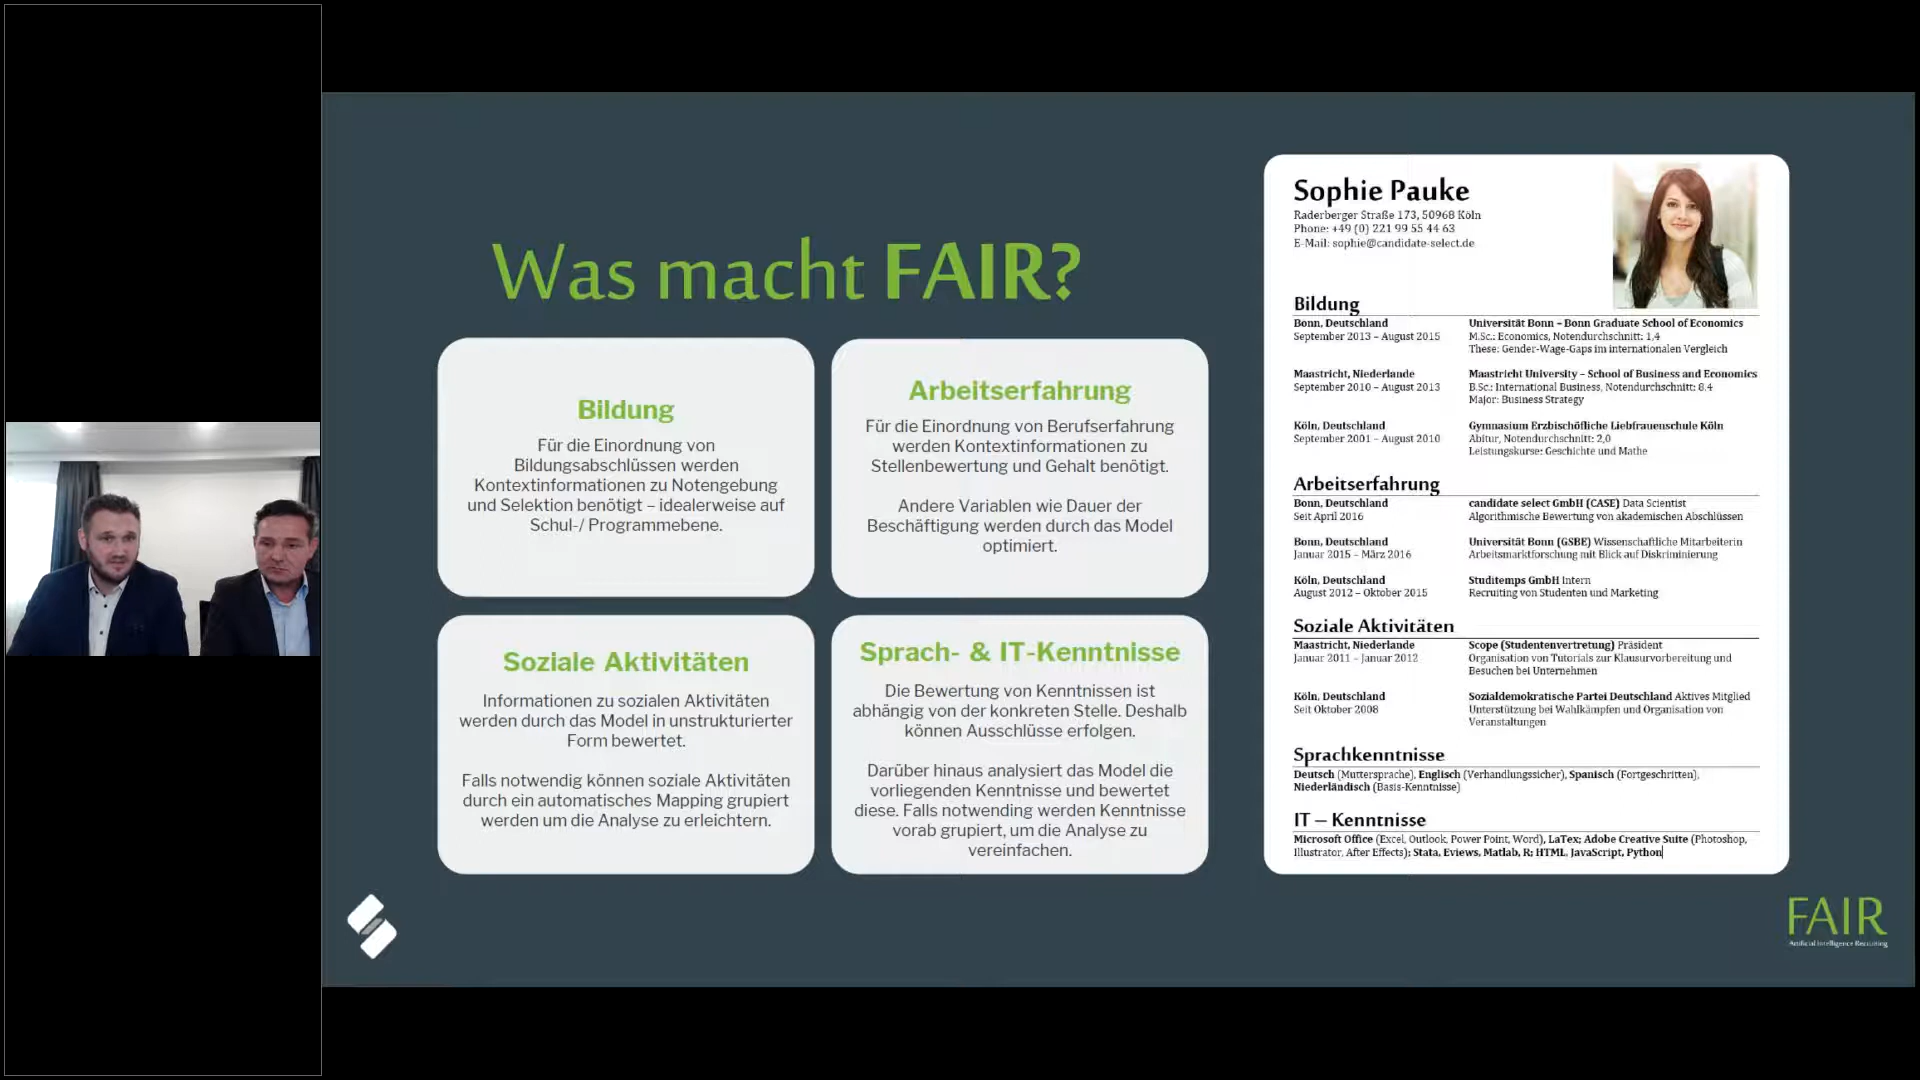 Was macht FAIR?
Bildung
Für die Einordnung von
Bildungsabschlüssen werden
Kontextinformationen zu Notengebung
und Selektion benötigt – idealerweise auf
Schul-/ Programmebene.
Arbeitserfahrung
Für die Einordnung von Berufserfahrung
werden Kontextinformationen zu
Stellenbewertung und Gehalt benötigt.
Andere Variablen wie Dauer der
Beschäftigung werden durch das Model
optimiert.
Soziale Aktivitäten
Informationen zu sozialen Aktivitäten
werden durch das Model in unstrukturierter
Form bewertet.
Falls notwendig können soziale Aktivitäten
durch ein automatisches Mapping grupiert
werden um die Analyse zu erleichtern.
Sprach- & IT-Kenntnisse
Die Bewertung von Kenntnissen ist
abhängig von der konkreten Stelle. Deshalb
können Ausschlüsse erfolgen.
Darüber hinaus analysiert das Model die
vorliegenden Kenntnisse und bewertet
diese. Falls notwending werden Kenntnisse
vorab grupiert, um die Analyse zu
vereinfachen.
Sophie Pauke
Raderberger Straße 173, 50968 Köln
Phone: +49 (0) 221 99 55 44 63
E-Mail: sophie@candidate-select.de
Bildung
Bonn, Deutschland Universität Bonn – Bonn Graduate School of Economics
September 2013 – August 2015 M.Sc.: Economics, Notendurchschnitt: 1,4
These: Gender-Wage-Gaps im internationalen Vergleich
Maastricht, Niederlande Maastricht University – School of Business and Economics
September 2010 – August 2013 B.Sc.: International Business, Notendurchschnitt: 8.4
Major: Business Strategy
Köln, Deutschland Gymnasium Erzbischöfliche Liebfrauenschule Köln
September 2001 – August 2010 Abitur, Notendurchschnitt: 2,0
Leistungskurse: Geschichte und Mathe
Arbeitserfahrung
Bonn, Deutschland candidate select GmbH (CASE) Data Scientist
Seit April 2016 Algorithmische Bewertung von akademischen Abschlüssen
Bonn, Deutschland Universität Bonn (GSBE) Wissenschaftliche Mitarbeiterin
Januar 2015 – März 2016 Arbeitsmarktforschung mit Blick auf Diskriminierung
Köln, Deutschland Studitemps GmbH Intern
August 2012 – Oktober 2015 Recruiting von Studenten und Marketing
Soziale Aktivitäten
Maastricht, Niederlande Scope (Studentenvertretung) Präsident
Januar 2011 – Januar 2012 Organisation von Tutorials zur Klausurvorbereitung und
Besuchen bei Unternehmen
Köln, Deutschland Sozialdemokratische Partei Deutschland Aktives Mitglied
Seit Oktober 2008 Unterstützung bei Wahlkämpfen und Organisation von
Veranstaltungen
Sprachkenntnisse
Deutsch (Muttersprache), Englisch (Verhandlungssicher), Spanisch (Fortgeschritten),
Niederländisch (Basis-Kenntnisse)
IT – Kenntnisse
Microsoft Office (Excel, Outlook, Power Point, Word), LaTex; Adobe Creative Suite (Photoshop,
Illustrator, After Effects); Stata, Eviews, Matlab, R; HTML, JavaScript, Python
FAIR
Artificial Intelligence Recruiting